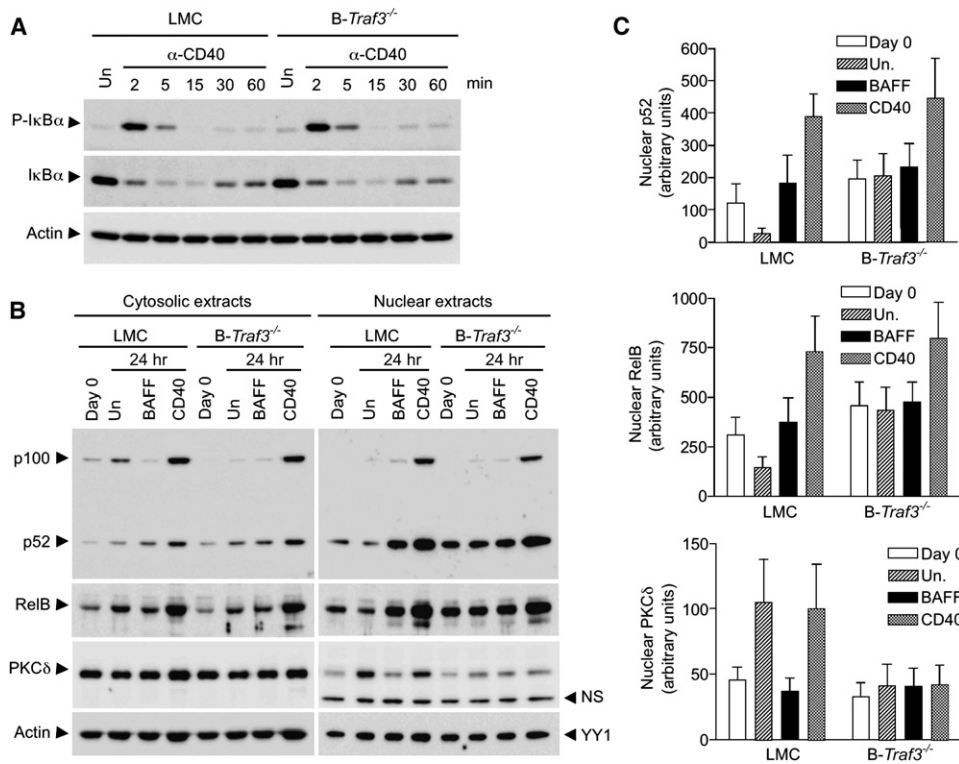 A
LMC
B-Traf3-/-
α-CD40
α-CD40
Un 2 5 15 30 60 Un 2 5 15 30 60 min
P-IκBα
IκBα
Actin
B
Cytosolic extracts
Nuclear extracts
LMC
B-Traf3-/-
LMC
B-Traf3-/-
24 hr
24 hr
24 hr
24 hr
Day 0 Un BAFF CD40 Day 0 Un BAFF CD40 Day 0 Un BAFF CD40 Day 0 Un BAFF CD40
p100
p52
RelB
PKCδ
NS
Actin
YY1
C
Nuclear p52
(arbitrary units)
600
500
400
300
200
100
0
Day 0
Un.
BAFF
CD40
LMC
B-Traf3-/-
Nuclear RelB
(arbitrary units)
1000
750
500
250
0
Day 0
Un.
BAFF
CD40
LMC
B-Traf3-/-
Nuclear PKCδ
(arbitrary units)
150
100
50
0
Day 0
Un.
BAFF
CD40
LMC
B-Traf3-/-